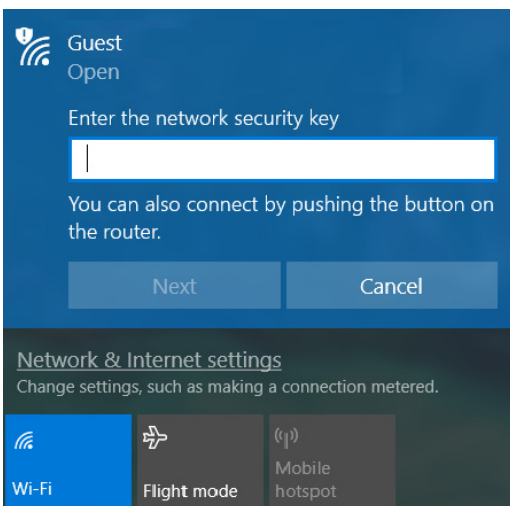 Guest
Open
Enter the network security key
You can also connect by pushing the button on
the router.
Next
Cancel
Network & Internet settings
Change settings, such as making a connection metered.
Wi-Fi
Flight mode
Mobile
hotspot